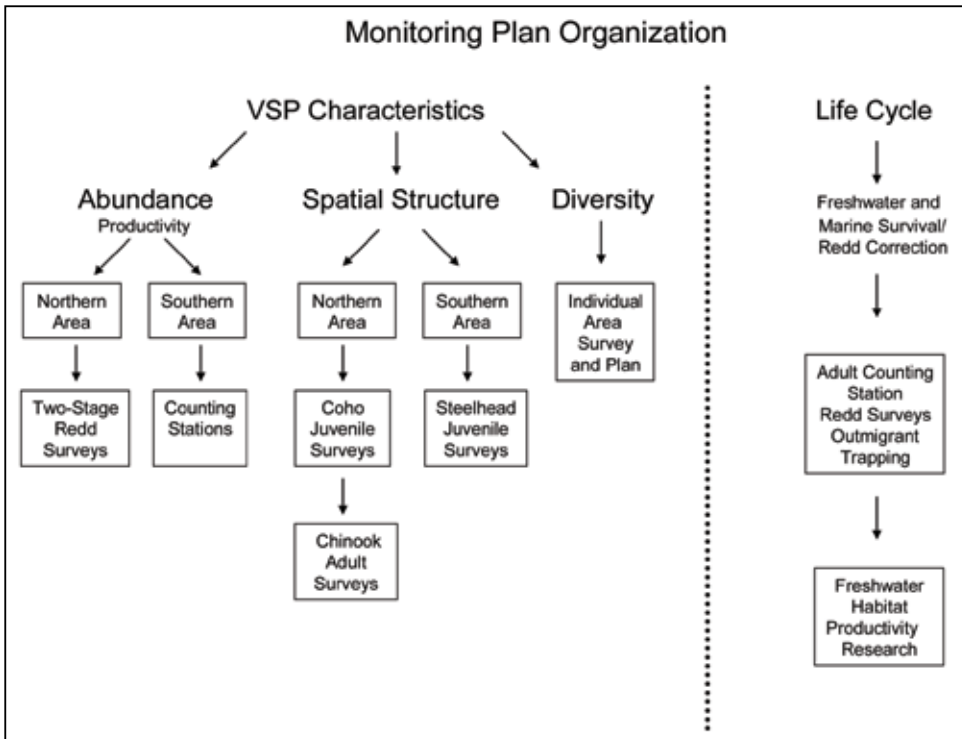 Monitoring Plan Organization
VSP Characteristics
Abundance
Productivity
Northern
Area
Two-Stage
Redd
Surveys
Southern
Area
Counting
Stations
Spatial Structure
Northern
Area
Coho
Juvenile
Surveys
Chinook
Adult
Surveys
Southern
Area
Steelhead
Juvenile
Surveys
Diversity
Individual
Area
Survey
and Plan
Life Cycle
Freshwater and
Marine Survival/
Redd Correction
Adult Counting
Station
Redd Surveys
Outmigrant
Trapping
Freshwater
Habitat
Productivity
Research